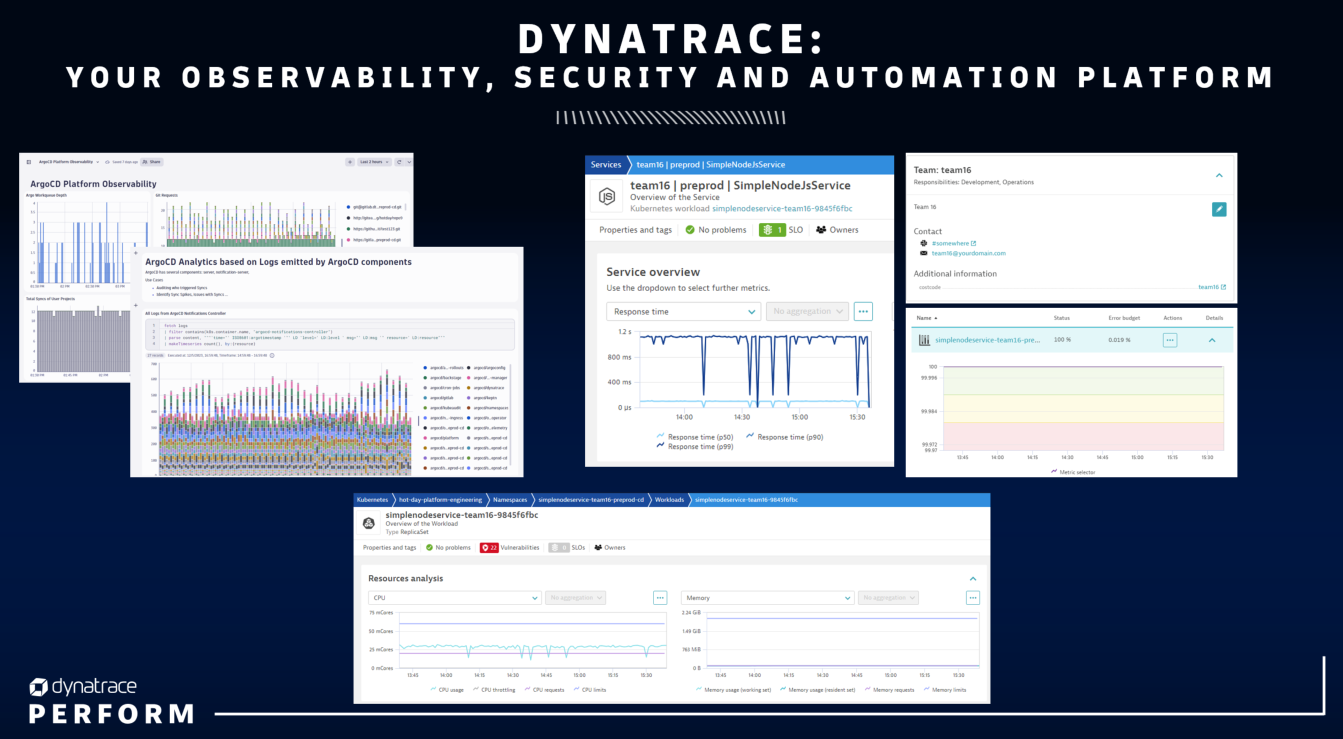 DYNATRACE:
YOUR OBSERVABILITY, SECURITY AND AUTOMATION PLATFORM
ArgoCD Platform Observability
Share
Last 2 hours
ArgoCD Platform Observability
Argo Workqueue Depth
Git Requests
Total Syncs of User Projects
ArgoCD Analytics based on Logs emitted by ArgoCD components
ArgoCD has several components: server, notification-server,
Use Cases
Auditing who triggered Syncs
Identify Sync Spikes, Issues with Syncs ...
All Logs from ArgoCD Notifications Controller
fetch logs
Services
team16 | preprod | SimpleNodeJsService
team16 | preprod | SimpleNodeJsService
Overview of the Service
Kubernetes workload simplenodeservice-team16-9845f6fbc
Properties and tags
No problems
1 SLO
Owners
Service overview
Use the dropdown to select further metrics.
Response time
No aggregation
1.2 s
800 ms
400 ms
0 µs
14:00 14:30 15:00 15:30
Response time (p50) Response time (p90)
Response time (p99)
Team: team16
Responsibilities: Development, Operations
Team 16
Contact
#somewhere
team16@yourdomain.com
Additional information
costcode team16
Name Status Error budget Actions Details
simplenodeservice-team16-pre... 100 % 0.019 %
100
99.996
99.984
99.972
99.97
13:45 14:00 14:15 14:30 14:45 15:00 15:15 15:30
Metric selector
Kubernetes hot-day-platform-engineering Namespaces simplenodeservice-team16-preprod-cd Workloads simplenodeservice-team16-9845f6fbc
simplenodeservice-team16-9845f6fbc
Overview of the Workload
Type ReplicaSet
Properties and tags No problems 22 Vulnerabilities SLOs Owners
Resources analysis
CPU No aggregation
75 mCores
50 mCores
25 mCores
0 mCores
13:45 14:00 14:15 14:30 14:45 15:00 15:15 15:30
CPU usage CPU throttling CPU requests CPU limits
Memory No aggregation
2.24 GiB
1.49 GiB
763 MiB
0 B
13:45 14:00 14:15 14:30 14:45 15:00 15:15 15:30
Memory usage (working set) Memory usage (resident set) Memory requests Memory limits
dynatrace
PERFORM